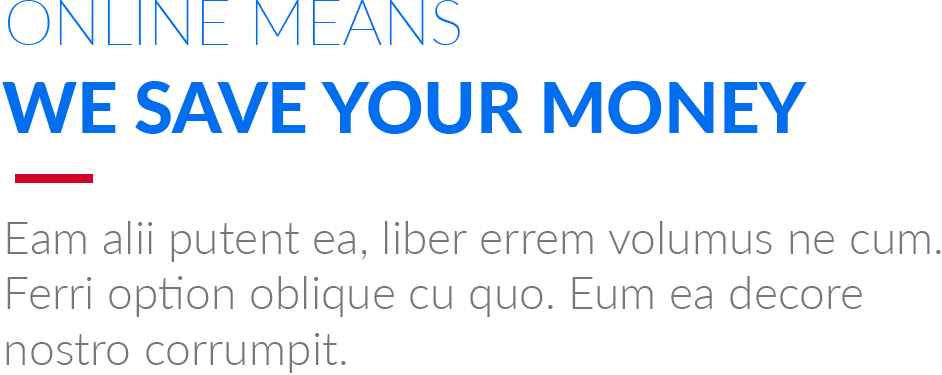 ONLINE MEANS
WE SAVE YOUR MONEY
Eam alii putent ea, liber errem volumus ne cum.
Ferri option oblique cu quo. Eum ea decore
nostro corrumpit.